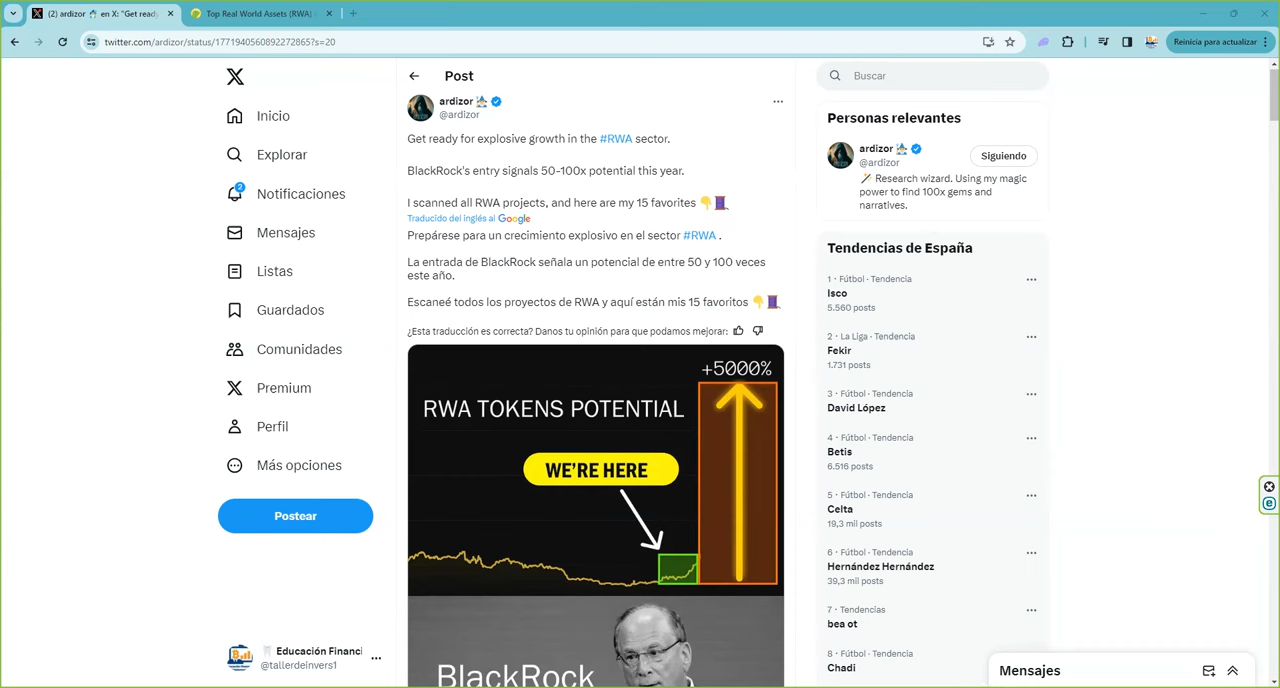 (2) ardizor en X: "Get ready
Top Real World Assets (RWA)
twitter.com/ardizor/status/1771940560892272865?s=20
Reinicia para actualizar
Inicio
Explorar
2
Notificaciones
Mensajes
Listas
Guardados
Comunidades
Premium
Perfil
Más opciones
Postear
Educación Financi
@tallerdeinvers1
Post
ardizor
@ardizor
Get ready for explosive growth in the #RWA sector.
BlackRock's entry signals 50-100x potential this year.
I scanned all RWA projects, and here are my 15 favorites
Traducido del inglés al Google
Prepárese para un crecimiento explosivo en el sector #RWA .
La entrada de BlackRock señala un potencial de entre 50 y 100 veces
este año.
Escaneé todos los proyectos de RWA y aquí están mis 15 favoritos
¿Esta traducción es correcta? Danos tu opinión para que podamos mejorar:
+5000%
RWA TOKENS POTENTIAL
WE'RE HERE
BlackRock
Buscar
Personas relevantes
ardizor
@ardizor
Siguiendo
Research wizard. Using my magic
power to find 100x gems and
narratives.
Tendencias de España
1 · Fútbol · Tendencia
Isco
5.560 posts
2 · La Liga · Tendencia
Fekir
1.731 posts
3 · Fútbol · Tendencia
David López
4 · Fútbol · Tendencia
Betis
6.516 posts
5 · Fútbol · Tendencia
Celta
19,3 mil posts
6 · Fútbol · Tendencia
Hernández Hernández
39,3 mil posts
7 · Tendencias
bea ot
8 · Fútbol · Tendencia
Chadi
Mensajes